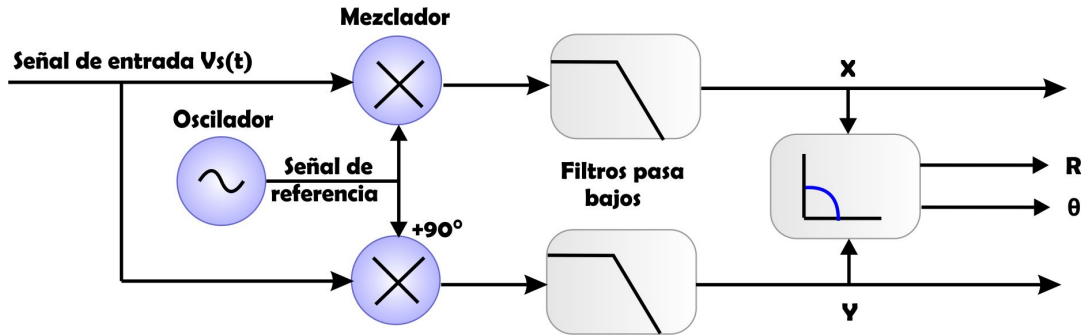 Mezclador
Señal de entrada Vs(t)
X
Oscilador
Señal de
referencia
Filtros pasa
bajos
R
θ
+90°
Y